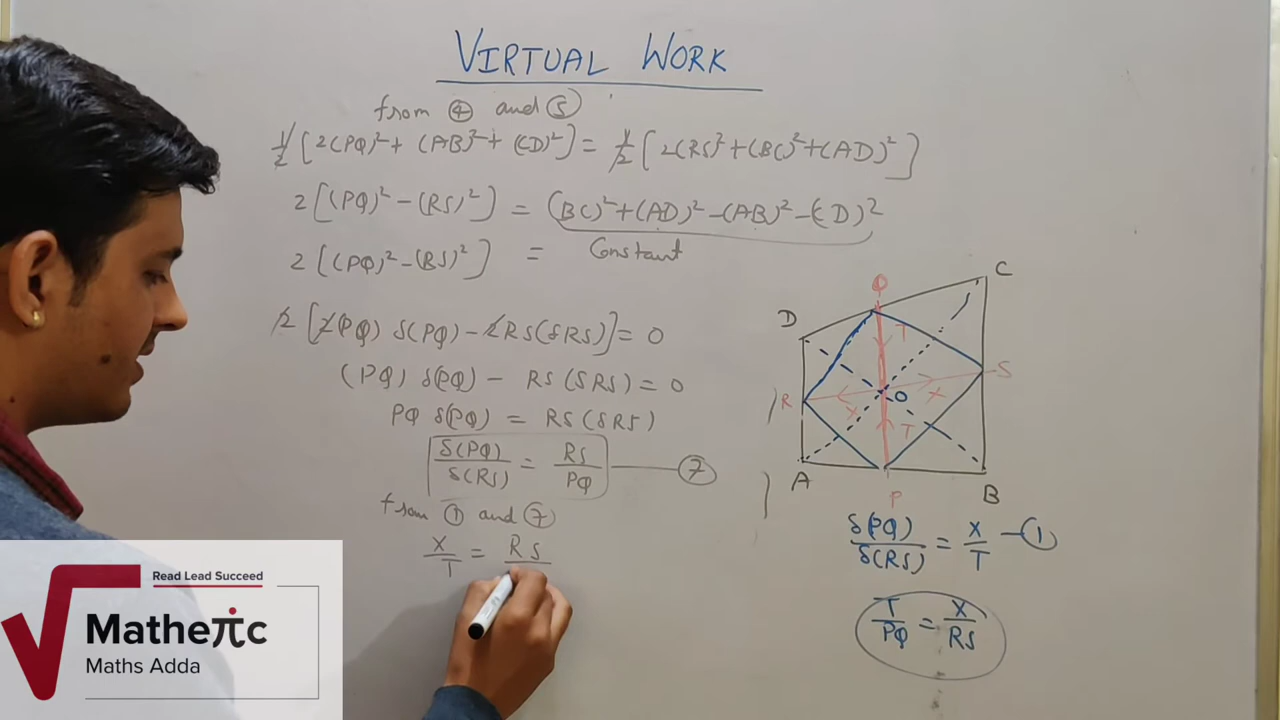 VIRTUAL WORK
from ④ and ⑤
1/2 [2(PQ)² + (AB)² + (CD)²] = 1/2 [2(RS)² + (BC)² + (AD)²]
2[(PQ)² - (RS)²] = (BC)² + (AD)² - (AB)² - (CD)²
2[(PQ)² - (RS)²] = Constant
2[2(PQ) δ(PQ) - 2RS(δRS)] = 0
(PQ) δ(PQ) - RS(δRS) = 0
PQ δ(PQ) = RS(δRS)
δ(PQ)/δ(RS) = RS/PQ — ⑦
from ① and ⑦
X/T = RS
Q
C
D
T
S
R
X
O
X
T
A
P
B
δ(PQ)/δ(RS) = X/T — ①
T/PQ = X/RS
Read Lead Succeed
Matheπc
Maths Adda